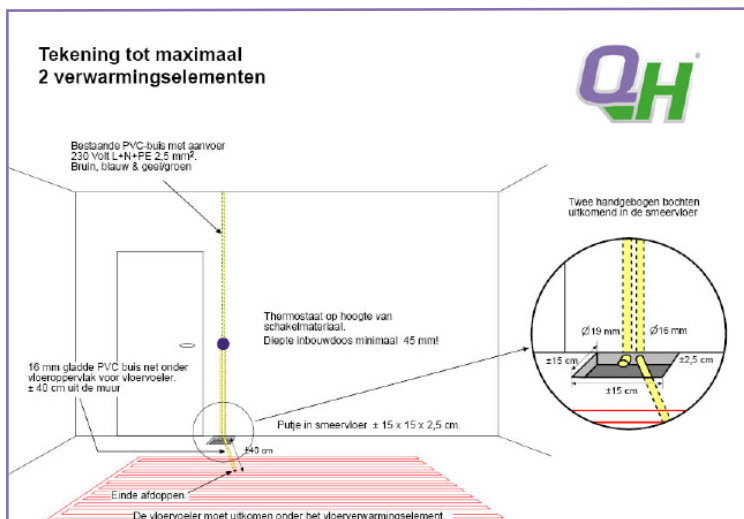 Tekening tot maximaal
2 verwarmingselementen
QH
Bestaande PVC-buis met aanvoer
230 Volt L+N+PE 2,5 mm².
Bruin, blauw & geel/groen
Twee handgebogen bochten
uitkomend in de smeervloer
Thermostaat op hoogte van
schakelmateriaal.
Diepte inbouwdoos minimaal 45 mm!
Ø19 mm
Ø16 mm
±15 cm
±2,5 cm
±15 cm
16 mm gladde PVC buis net onder
vloeroppervlak voor vloervoeler.
± 40 cm uit de muur
Putje in smeervloer ± 15 x 15 x 2,5 cm.
±40 cm
Einde afdoppen.
De vloervoeler moet uitkomen onder het vloerverwarmingselement.